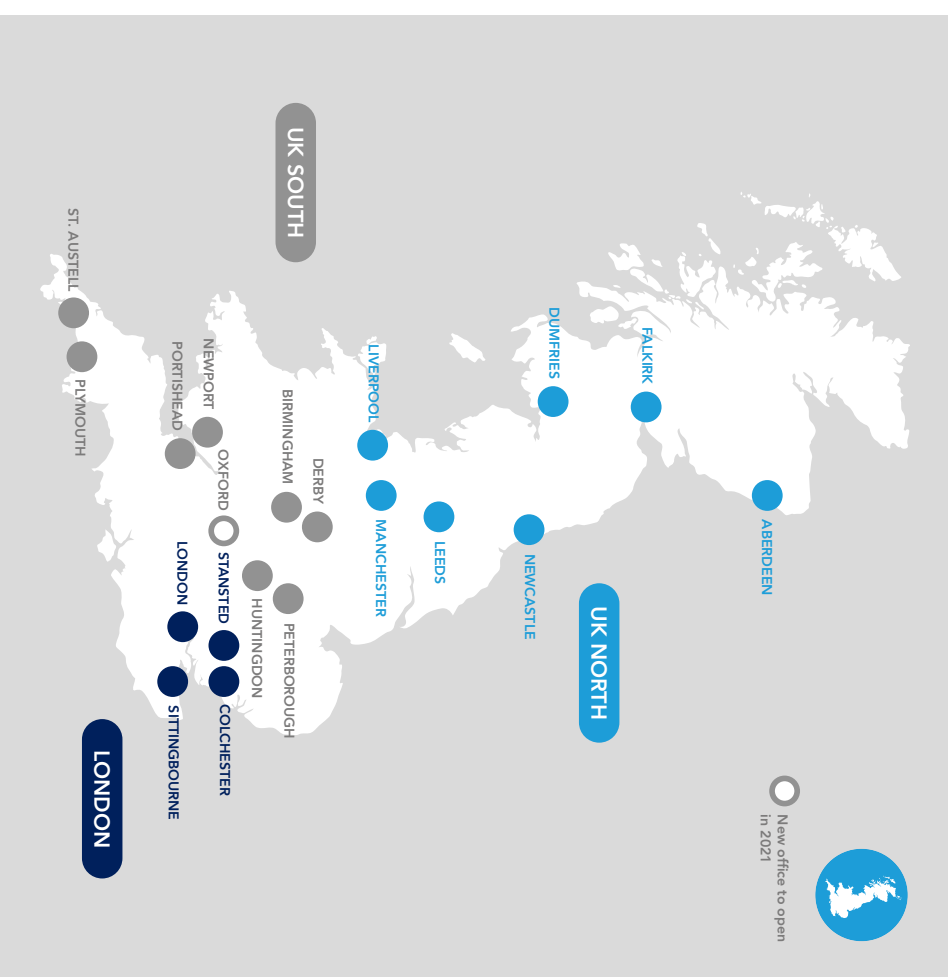 New office to open
in 2021
ABERDEEN
FALKIRK
UK NORTH
DUMFRIES
NEWCASTLE
LEEDS
LIVERPOOL
MANCHESTER
UK SOUTH
DERBY
BIRMINGHAM
PETERBOROUGH
HUNTINGDON
OXFORD
STANSTED
COLCHESTER
NEWPORT
PORTISHEAD
LONDON
SITTINGBOURNE
LONDON
ST. AUSTELL
PLYMOUTH